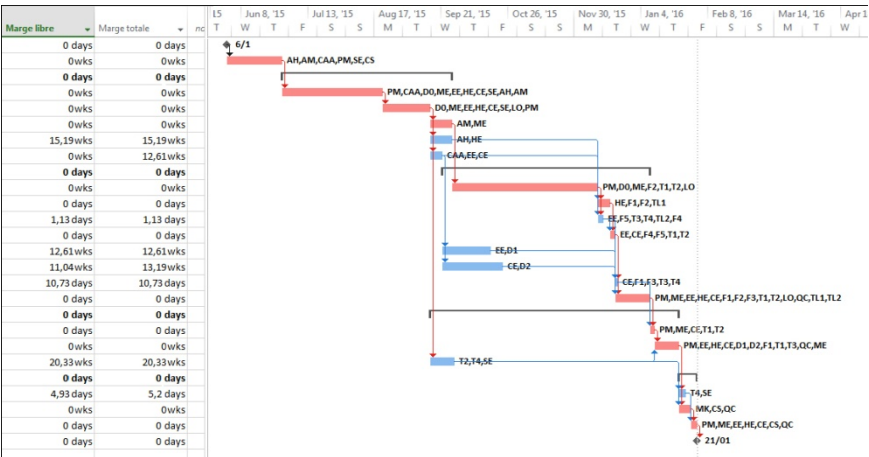 L5 Jun 8, '15 Jul 13, '15 Aug 17, '15 Sep 21, '15 Oct 26, '15 Nov 30, '15 Jan 4, '16 Feb 8, '16 Mar 14, '16 Apr 1
Marge libre Marge totale T W T F S S M T W T F S S M T W T F S S M T W
0 days 0 days 6/1
0wks 0wks AH,AM,CAA,PM,SE,CS
0 days 0 days
0wks 0wks PM,CAA,D0,ME,EE,HE,CE,SE,AH,AM
0wks 0wks D0,ME,EE,HE,CE,SE,LO,PM
0wks 0wks AM,ME
15,19wks 15,19wks AH,HE
0wks 12,61wks CAA,EE,CE
0 days 0 days
0wks 0wks PM,D0,ME,F2,T1,T2,LO
0wks 0wks HE,F1,F2,TL1
1,13 days 1,13 days EE,F5,T3,T4,TL2,F4
0 days 0 days EE,CE,F4,F5,T1,T2
12,61wks 12,61wks EE,D1
11,04wks 13,19wks CE,D2
10,73 days 10,73 days CE,F1,F3,T3,T4
0 days 0 days PM,ME,EE,HE,CE,F1,F2,F3,T1,T2,LO,QC,TL1,TL2
0 days 0 days
0 days 0 days PM,ME,CE,T1,T2
0wks 0wks PM,EE,HE,CE,D1,D2,F1,T1,T3,QC,ME
20,33wks 20,33wks T2,T4,SE
0 days 0 days
4,93 days 5,2 days T4,SE
0wks 0wks MK,CS,QC
0 days 0 days PM,ME,EE,HE,CE,CS,QC
0 days 0 days 21/01